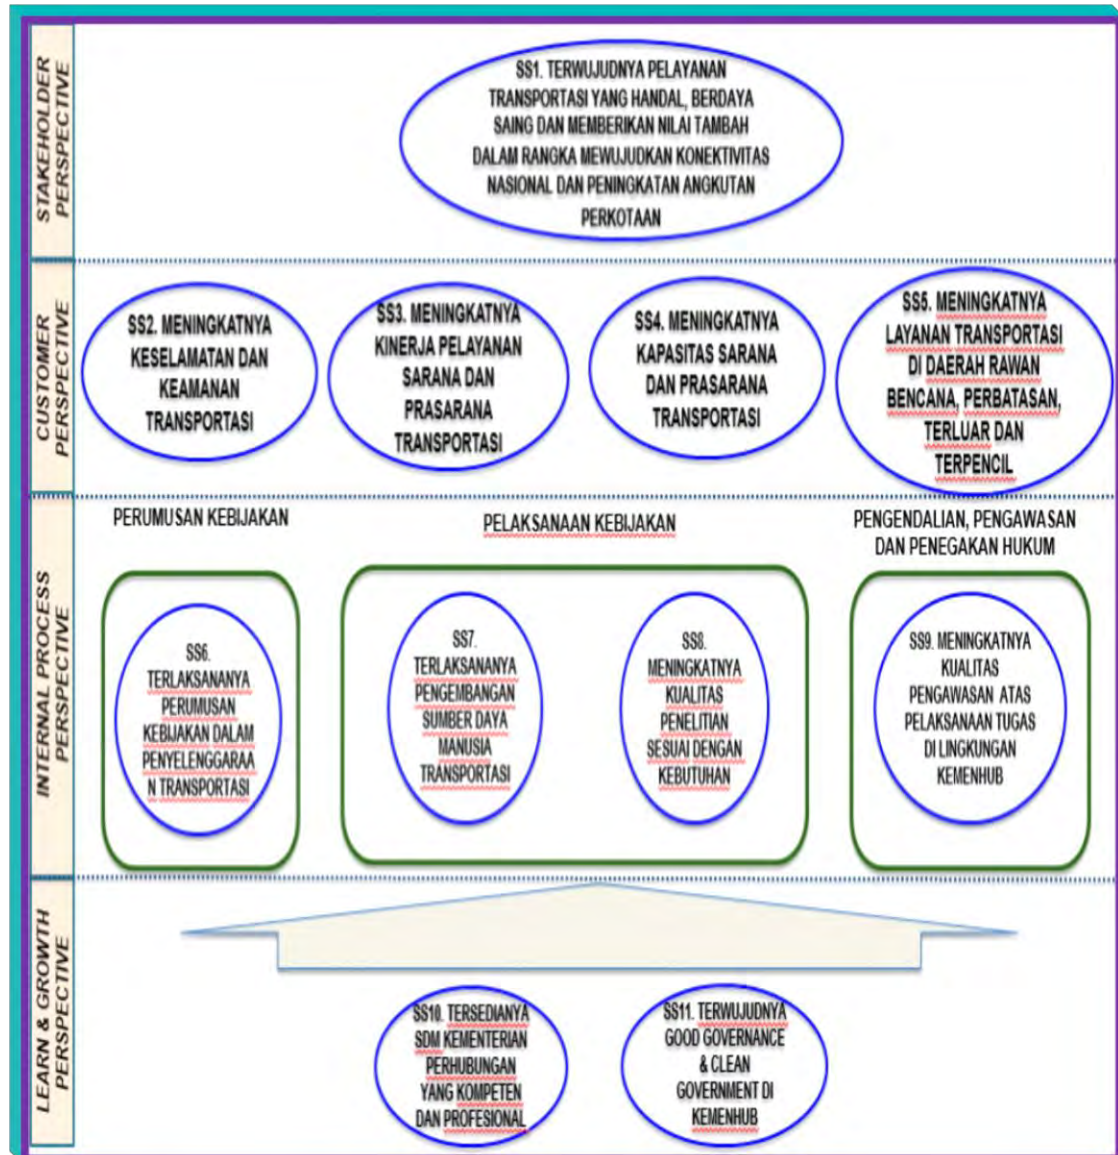 STAKEHOLDER
PERSPECTIVE
SS1. TERWUJUDNYA PELAYANAN
TRANSPORTASI YANG HANDAL, BERDAYA
SAING DAN MEMBERIKAN NILAI TAMBAH
DALAM RANGKA MEWUJUDKAN KONEKTIVITAS
NASIONAL DAN PENINGKATAN ANGKUTAN
PERKOTAAN
CUSTOMER
PERSPECTIVE
SS2. MENINGKATNYA
KESELAMATAN DAN
KEAMANAN
TRANSPORTASI
SS3. MENINGKATNYA
KINERJA PELAYANAN
SARANA DAN
PRASARANA
TRANSPORTASI
SS4. MENINGKATNYA
KAPASITAS SARANA
DAN PRASARANA
TRANSPORTASI
SS5. MENINGKATNYA
LAYANAN TRANSPORTASI
DI DAERAH RAWAN
BENCANA, PERBATASAN,
TERLUAR DAN
TERPENCIL
INTERNAL PROCESS
PERSPECTIVE
PERUMUSAN KEBIJAKAN
SS6.
TERLAKSANANYA
PERUMUSAN
KEBIJAKAN DALAM
PENYELENGGARAA
N TRANSPORTASI
PELAKSANAAN KEBIJAKAN
SS7.
TERLAKSANANYA
PENGEMBANGAN
SUMBER DAYA
MANUSIA
TRANSPORTASI
SS8.
MENINGKATNYA
KUALITAS
PENELITIAN
SESUAI DENGAN
KEBUTUHAN
PENGENDALIAN, PENGAWASAN
DAN PENEGAKAN HUKUM
SS9. MENINGKATNYA
KUALITAS
PENGAWASAN ATAS
PELAKSANAAN TUGAS
DI LINGKUNGAN
KEMENHUB
LEARN & GROWTH
PERSPECTIVE
SS10. TERSEDIANYA
SDM KEMENTERIAN
PERHUBUNGAN
YANG KOMPETEN
DAN PROFESIONAL
SS11. TERWUJUDNYA
GOOD GOVERNANCE
& CLEAN
GOVERNMENT DI
KEMENHUB